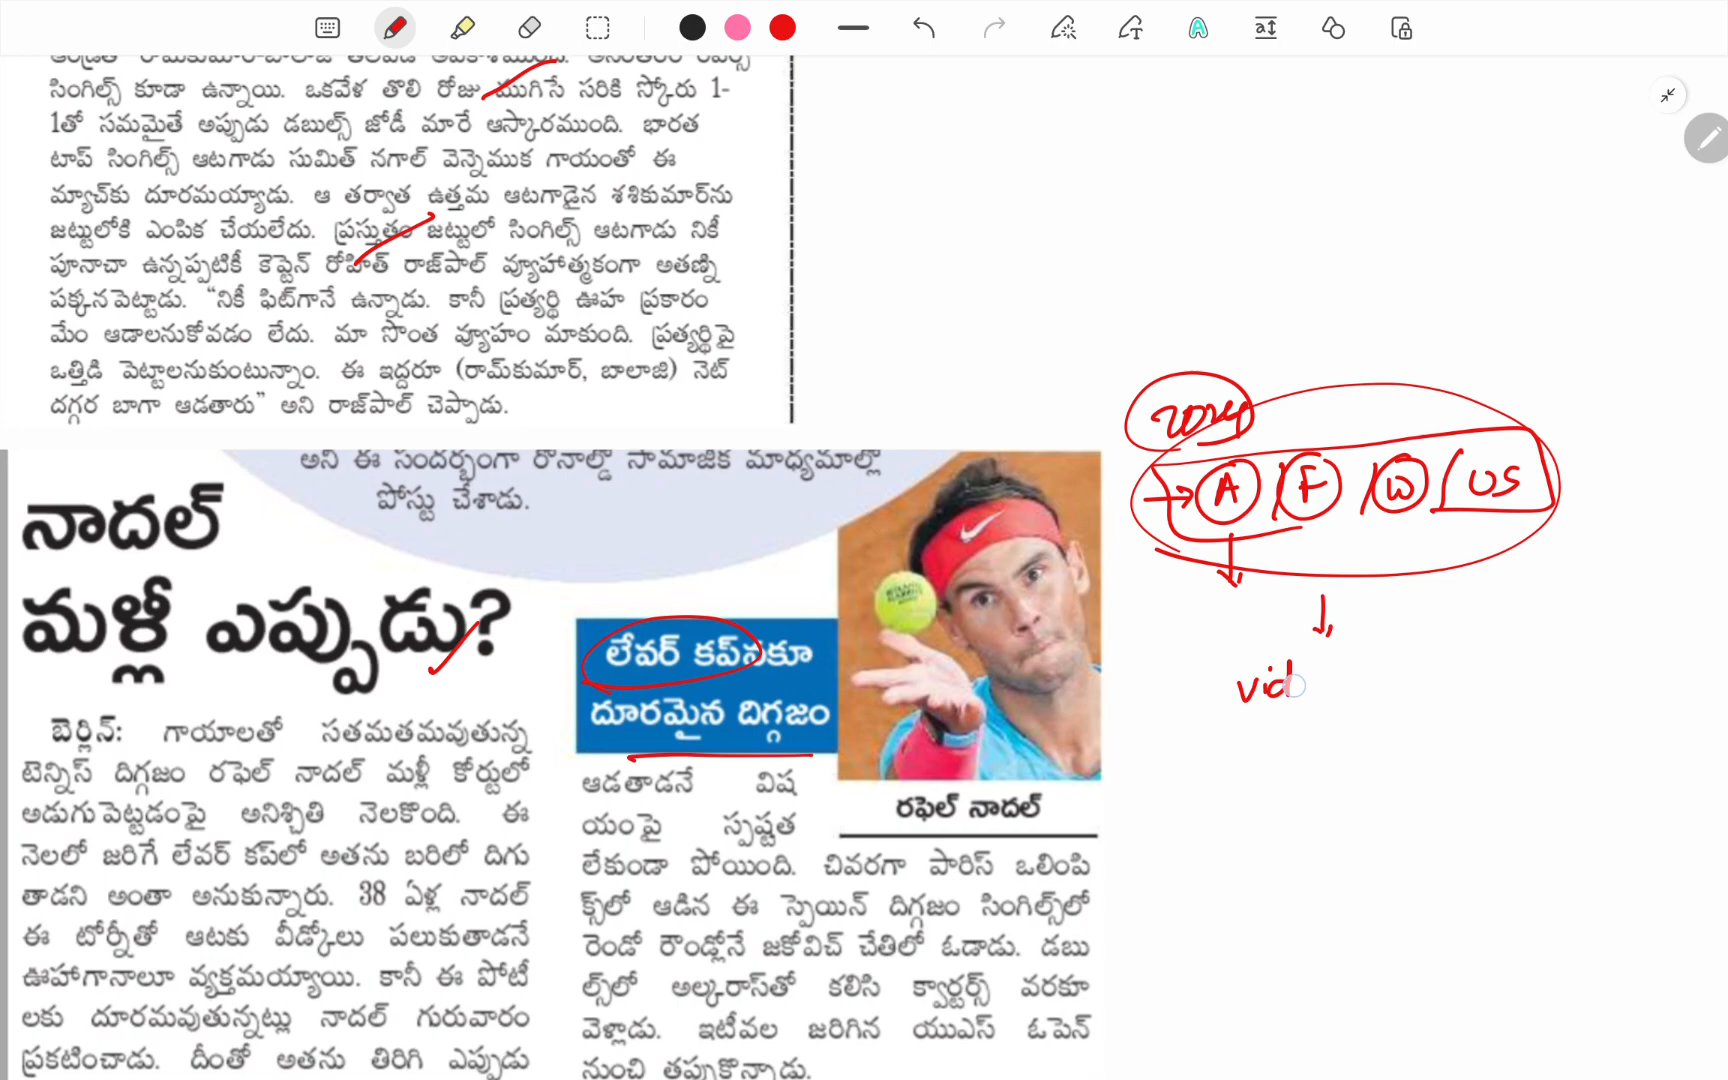 సింగిల్స్ కూడా ఉన్నాయి. ఒకవేళ తొలి రోజు ముగిసే సరికి స్కోరు 1-
1తో సమమైతే అప్పుడు డబుల్స్ జోడీ మారే ఆస్కారముంది. భారత
టాప్ సింగిల్స్ ఆటగాడు సుమిత్ నగాల్ వెన్నెముక గాయంతో ఈ
మ్యాచ్‌కు దూరమయ్యాడు. ఆ తర్వాత ఉత్తమ ఆటగాడైన శశికుమార్‌ను
జట్టులోకి ఎంపిక చేయలేదు. ప్రస్తుతం జట్టులో సింగిల్స్ ఆటగాడు నికీ
పూనాచా ఉన్నప్పటికీ కెప్టెన్ రోహిత్ రాజ్‌పాల్ వ్యూహాత్మకంగా అతణ్ని
పక్కనపెట్టాడు. “నికీ ఫిట్‌గానే ఉన్నాడు. కానీ ప్రత్యర్థి ఊహ ప్రకారం
మేం ఆడాలనుకోవడం లేదు. మా సొంత వ్యూహం మాకుంది. ప్రత్యర్థిపై
ఒత్తిడి పెట్టాలనుకుంటున్నాం. ఈ ఇద్దరూ (రామ్‌కుమార్, బాలాజి) నెట్
దగ్గర బాగా ఆడతారు” అని రాజ్‌పాల్ చెప్పాడు.
అని ఈ సందర్భంగా రొనాల్డో సామాజిక మాధ్యమాల్లో
పోస్టు చేశాడు.
నాదల్
మళ్లీ ఎప్పుడు?
బెర్లిన్: గాయాలతో సతమతమవుతున్న
టెన్నిస్ దిగ్గజం రఫెల్ నాదల్ మళ్లీ కోర్టులో
అడుగుపెట్టడంపై అనిశ్చితి నెలకొంది. ఈ
నెలలో జరిగే లేవర్ కప్‌లో అతను బరిలో దిగు
తాడని అంతా అనుకున్నారు. 38 ఏళ్ల నాదల్
ఈ టోర్నీతో ఆటకు వీడ్కోలు పలుకుతాడనే
ఊహాగానాలూ వ్యక్తమయ్యాయి. కానీ ఈ పోటీ
లకు దూరమవుతున్నట్లు నాదల్ గురువారం
ప్రకటించాడు. దీంతో అతను తిరిగి ఎప్పుడు
లేవర్ కప్‌నకూ
దూరమైన దిగ్గజం
రఫెల్ నాదల్
ఆడతాడనే విష
యంపై స్పష్టత
లేకుండా పోయింది. చివరగా పారిస్ ఒలింపి
క్స్‌లో ఆడిన ఈ స్పెయిన్ దిగ్గజం సింగిల్స్‌లో
రెండో రౌండ్లోనే జకోవిచ్ చేతిలో ఓడాడు. డబు
ల్స్‌లో అల్కరాస్‌తో కలిసి క్వార్టర్స్ వరకూ
వెళ్లాడు. ఇటీవల జరిగిన యుఎస్ ఓపెన్
నుంచి తప్పుకొన్నాడు.
2024
A F W US
vid